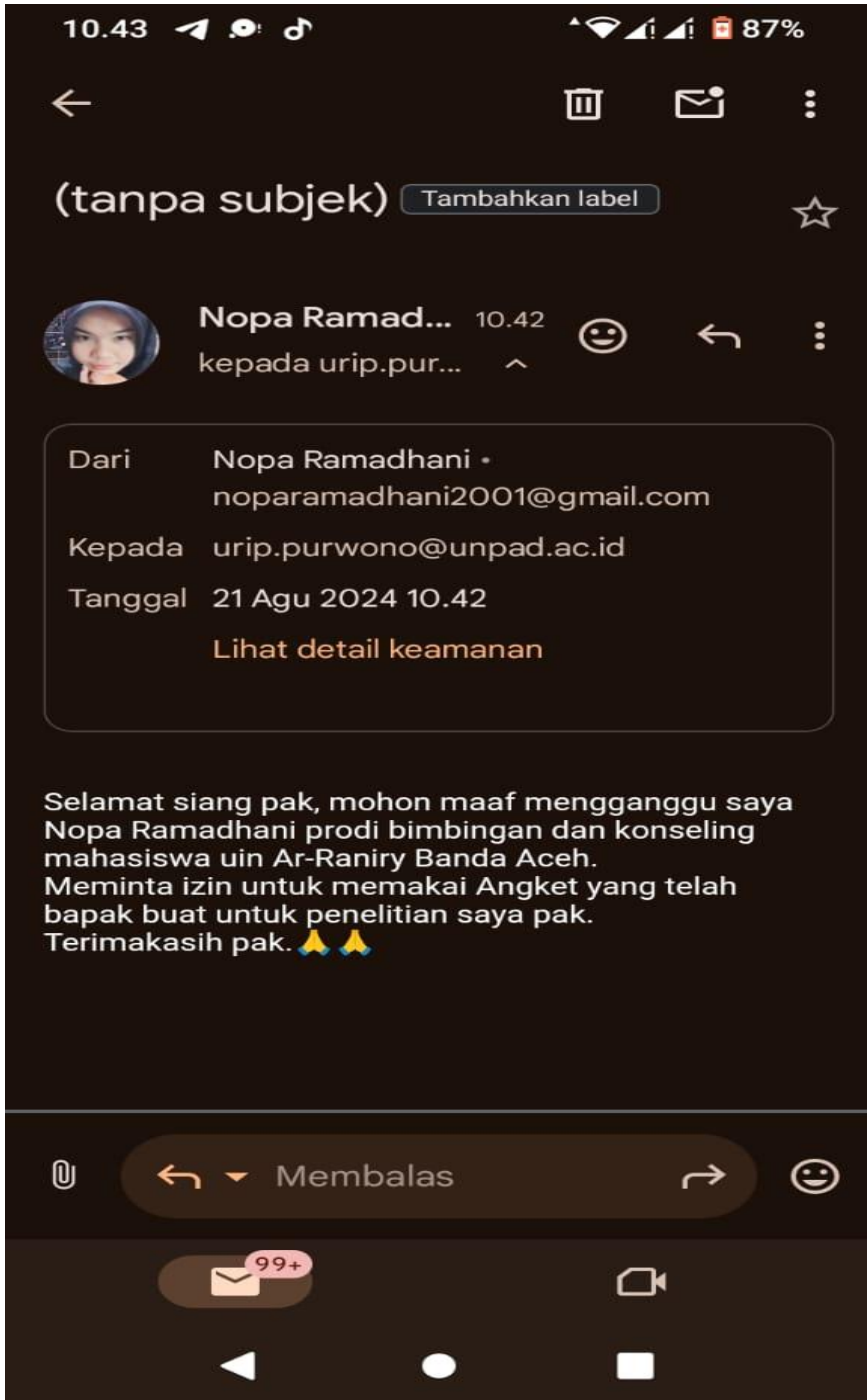 10.43
87%
(tanpa subjek) Tambahkan label
Nopa Ramad... 10.42
kepada urip.pur...
Dari Nopa Ramadhani •
noparamadhani2001@gmail.com
Kepada urip.purwono@unpad.ac.id
Tanggal 21 Agu 2024 10.42
Lihat detail keamanan
Selamat siang pak, mohon maaf mengganggu saya
Nopa Ramadhani prodi bimbingan dan konseling
mahasiswa uin Ar-Raniry Banda Aceh.
Meminta izin untuk memakai Angket yang telah
bapak buat untuk penelitian saya pak.
Terimakasih pak.🙏🙏
Membalas
99+